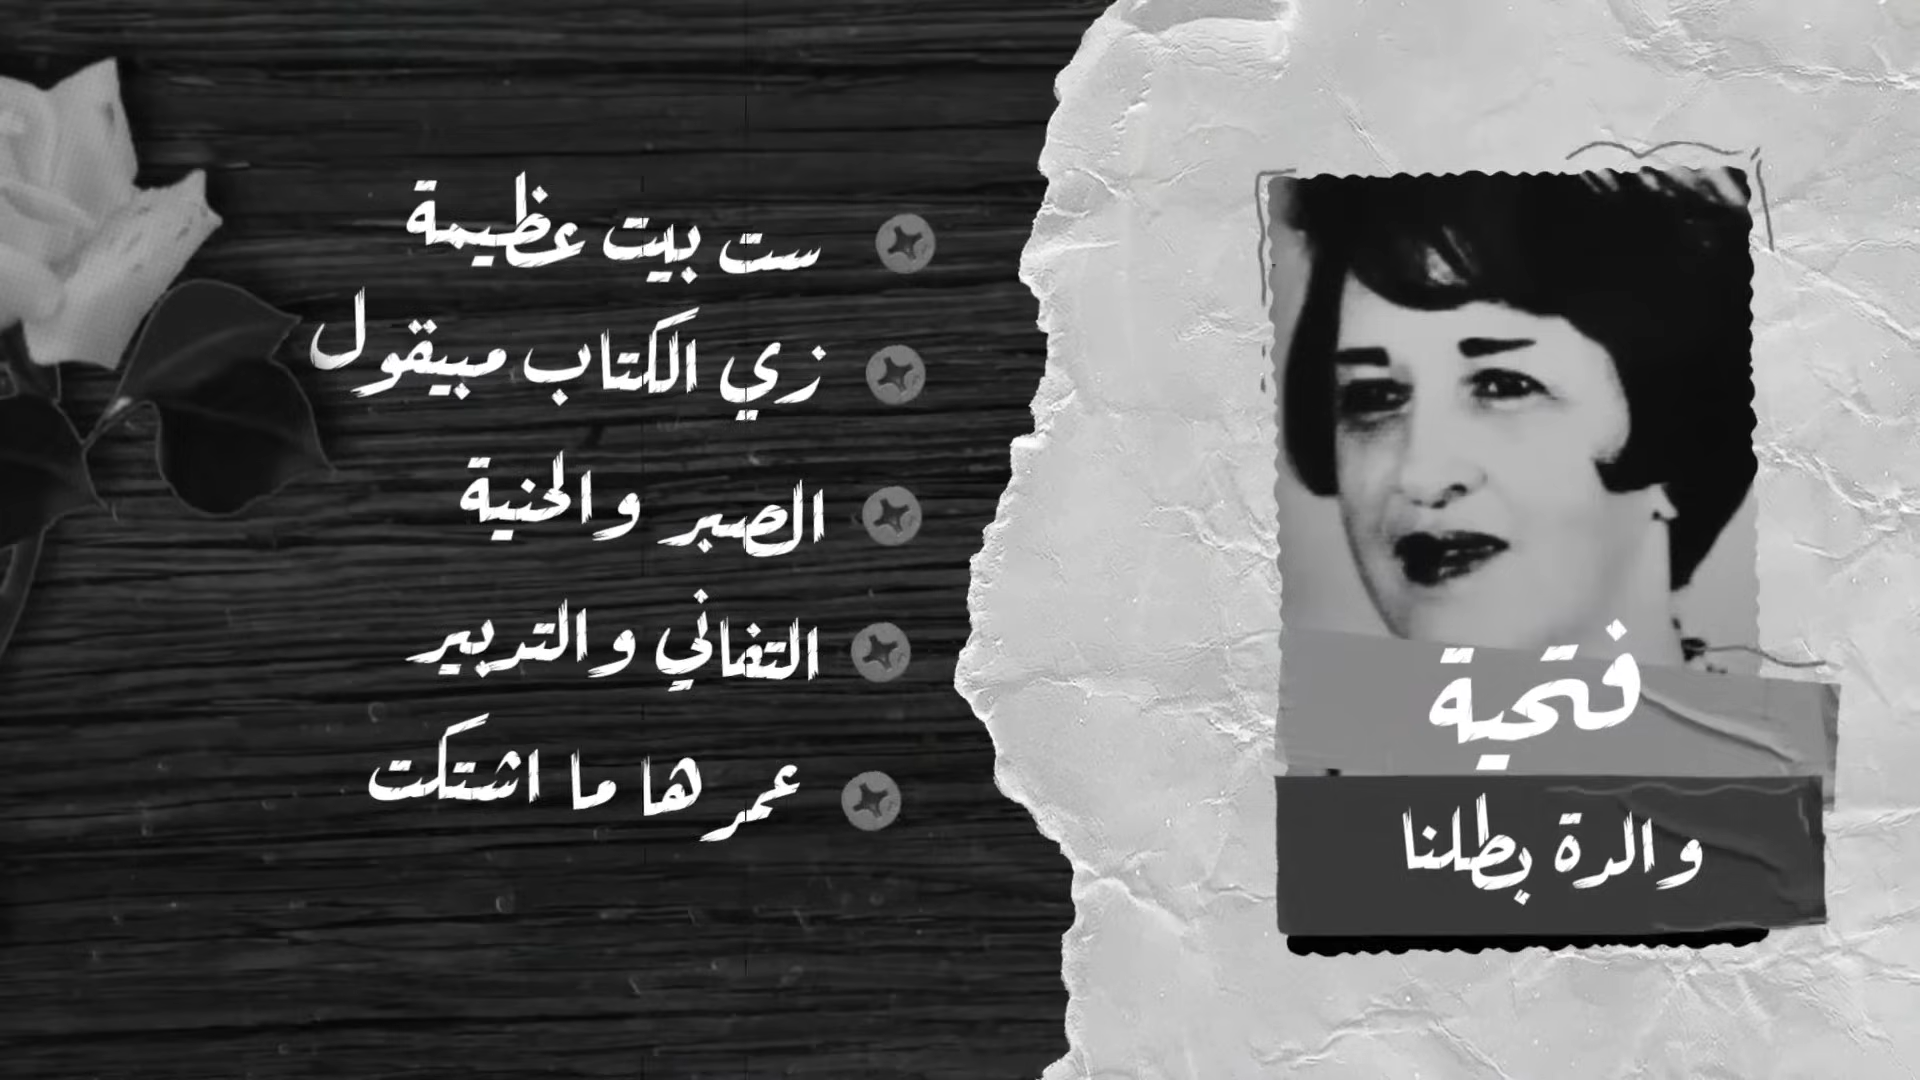 ست بيت عظيمة
زي الكتاب مبيقول
الصبر والحنية
التفاني والتدبير
عمرها ما اشتكت
فتحية
والدة بطلنا